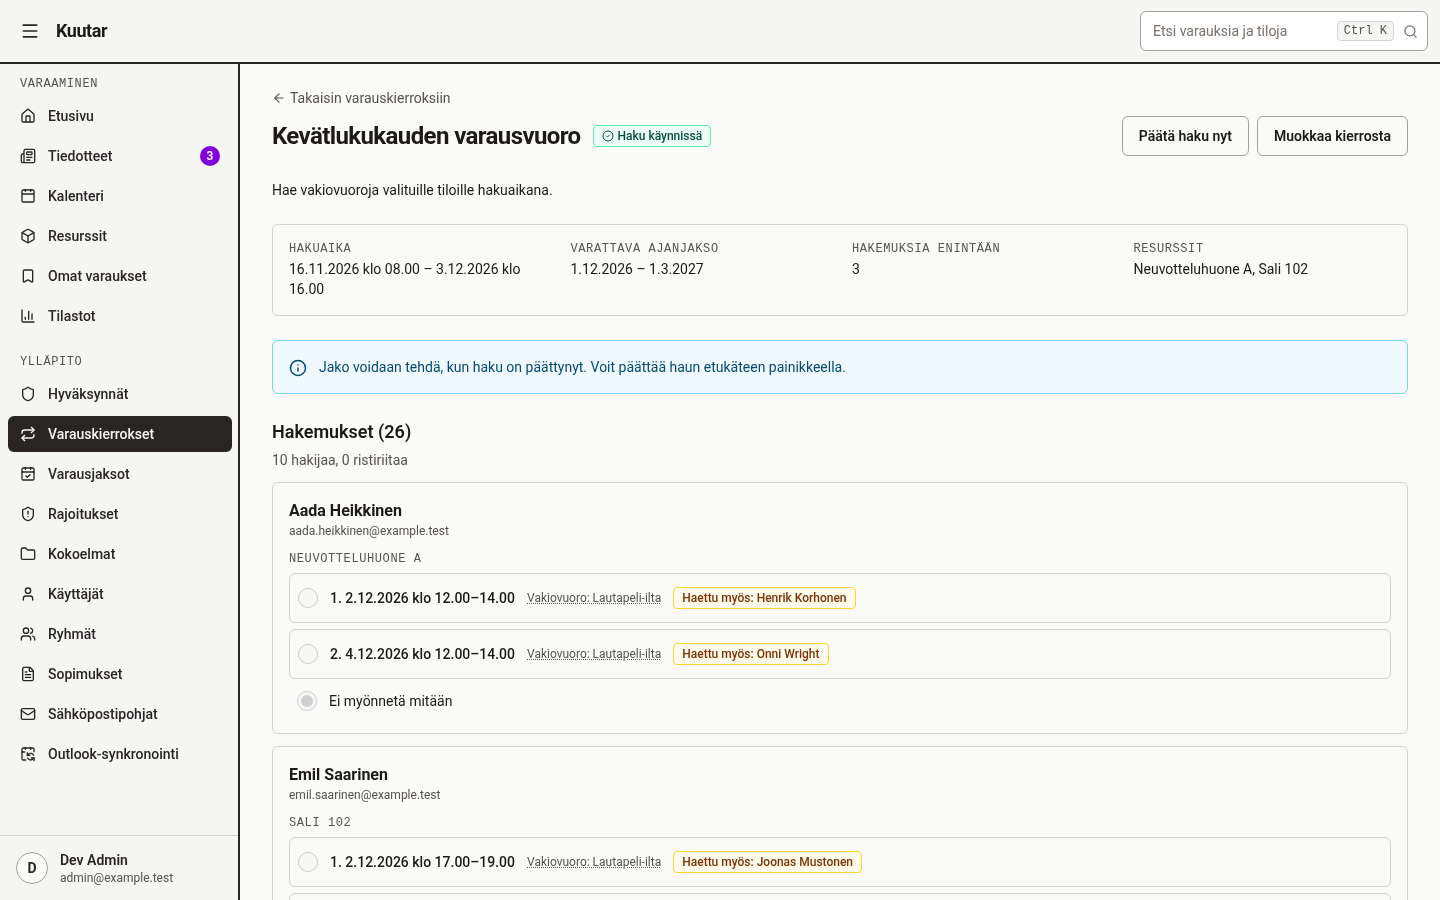 Kuutar
Etsi varauksia ja tiloja
Ctrl K
VARAAMINEN
Etusivu
Tiedotteet
3
Kalenteri
Resurssit
Omat varaukset
Tilastot
YLLÄPITO
Hyväksynnät
Varauskierrokset
Varausjaksot
Rajoitukset
Kokoelmat
Käyttäjät
Ryhmät
Sopimukset
Sähköpostipohjat
Outlook-synkronointi
D
Dev Admin
admin@example.test
Takaisin varauskierroksiin
Kevätlukukauden varausvuoro
Haku käynnissä
Päätä haku nyt
Muokkaa kierrosta
Hae vakiovuoroja valituille tiloille hakuaikana.
HAKUAIKA
16.11.2026 klo 08.00 – 3.12.2026 klo
16.00
VARATTAVA AJANJAKSO
1.12.2026 – 1.3.2027
HAKEMUKSIA ENINTÄÄN
3
RESURSSIT
Neuvotteluhuone A, Sali 102
Jako voidaan tehdä, kun haku on päättynyt. Voit päättää haun etukäteen painikkeella.
Hakemukset (26)
10 hakijaa, 0 ristiriitaa
Aada Heikkinen
aada.heikkinen@example.test
NEUVOTTELUHUONE A
1. 2.12.2026 klo 12.00–14.00 Vakiovuoro: Lautapeli-ilta Haettu myös: Henrik Korhonen
2. 4.12.2026 klo 12.00–14.00 Vakiovuoro: Lautapeli-ilta Haettu myös: Onni Wright
Ei myönnetä mitään
Emil Saarinen
emil.saarinen@example.test
SALI 102
1. 2.12.2026 klo 17.00–19.00 Vakiovuoro: Lautapeli-ilta Haettu myös: Joonas Mustonen